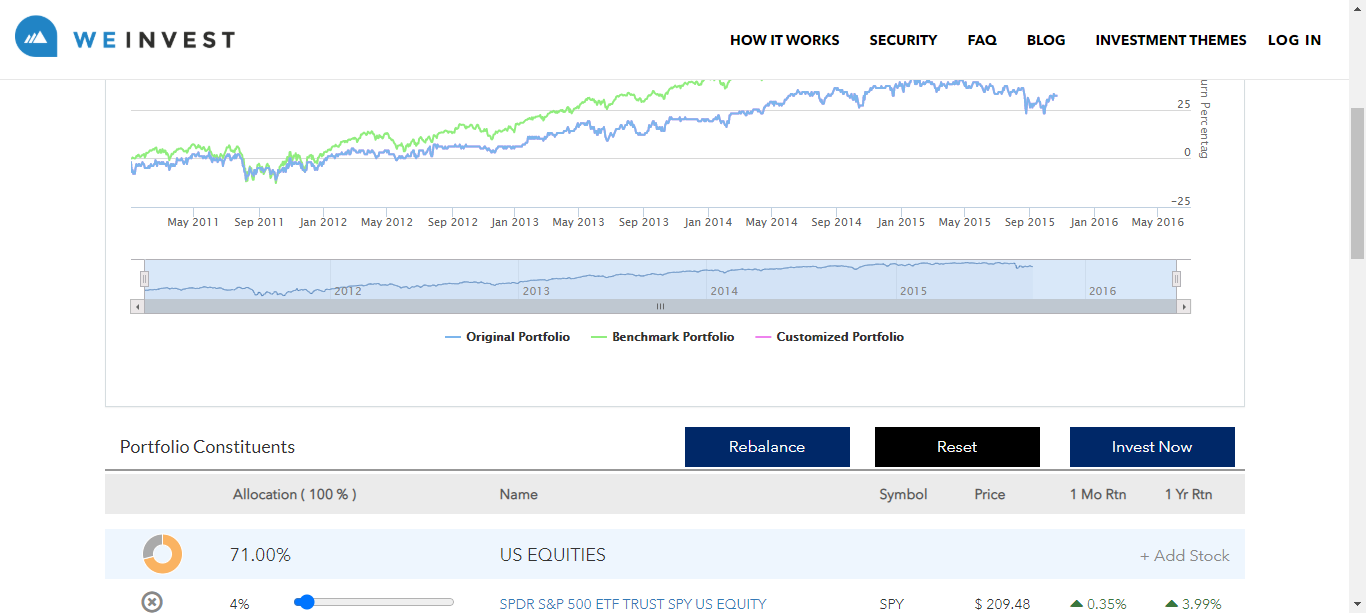 WEINVEST
HOW IT WORKS SECURITY FAQ BLOG INVESTMENT THEMES LOG IN
25
0
-25
urn Percentag
May 2011 Sep 2011 Jan 2012 May 2012 Sep 2012 Jan 2013 May 2013 Sep 2013 Jan 2014 May 2014 Sep 2014 Jan 2015 May 2015 Sep 2015 Jan 2016 May 2016
2012 2013 2014 2015 2016
Original Portfolio Benchmark Portfolio Customized Portfolio
Portfolio Constituents Rebalance Reset Invest Now
Allocation ( 100 % ) Name Symbol Price 1 Mo Rtn 1 Yr Rtn
71.00% US EQUITIES + Add Stock
4% SPDR S&P 500 ETF TRUST SPY US EQUITY SPY $ 209.48 0.35% 3.99%